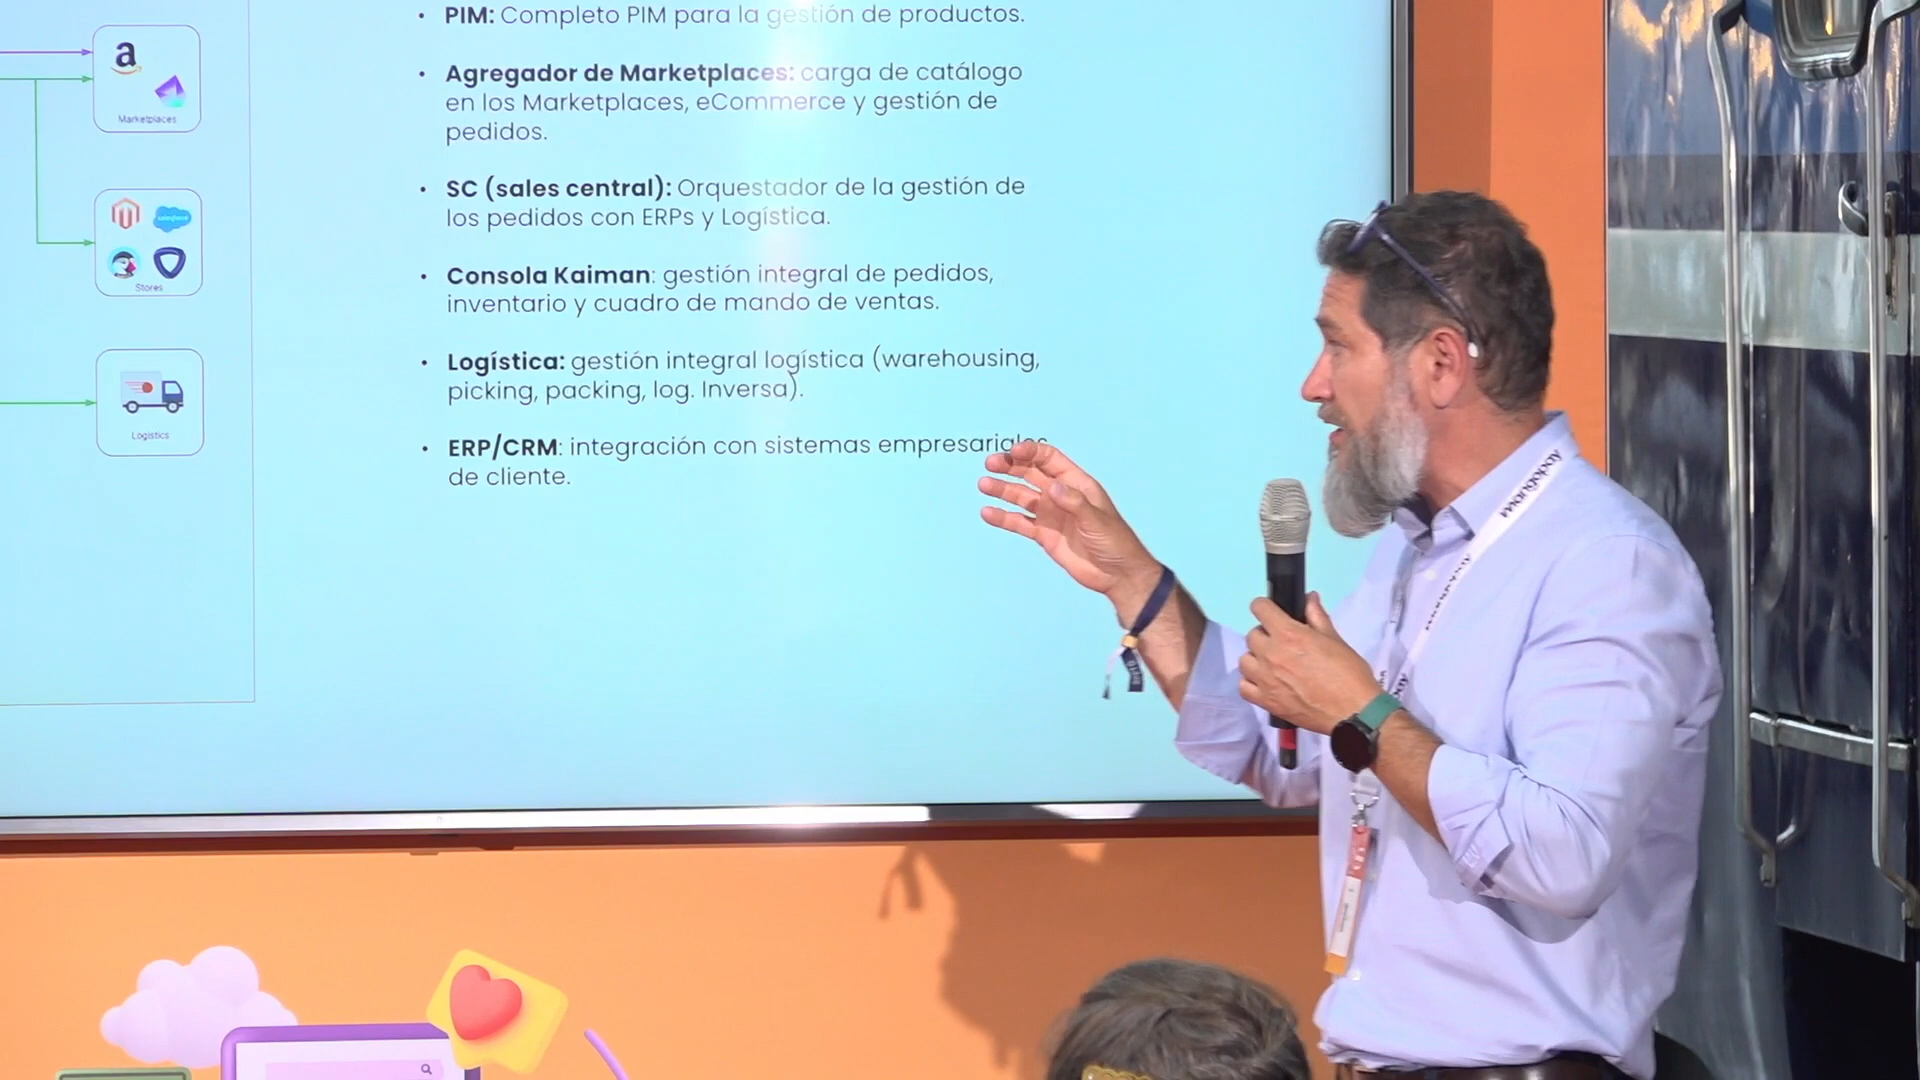 a
Marketplaces
salesforce
Stores
Logistics
• PIM: Completo PIM para la gestión de productos.
• Agregador de Marketplaces: carga de catálogo
en los Marketplaces, eCommerce y gestión de
pedidos.
• SC (sales central): Orquestador de la gestión de
los pedidos con ERPs y Logística.
• Consola Kaiman: gestión integral de pedidos,
inventario y cuadro de mando de ventas.
• Logística: gestión integral logística (warehousing,
picking, packing, log. Inversa).
• ERP/CRM: integración con sistemas empresariales
de cliente.
mangopay